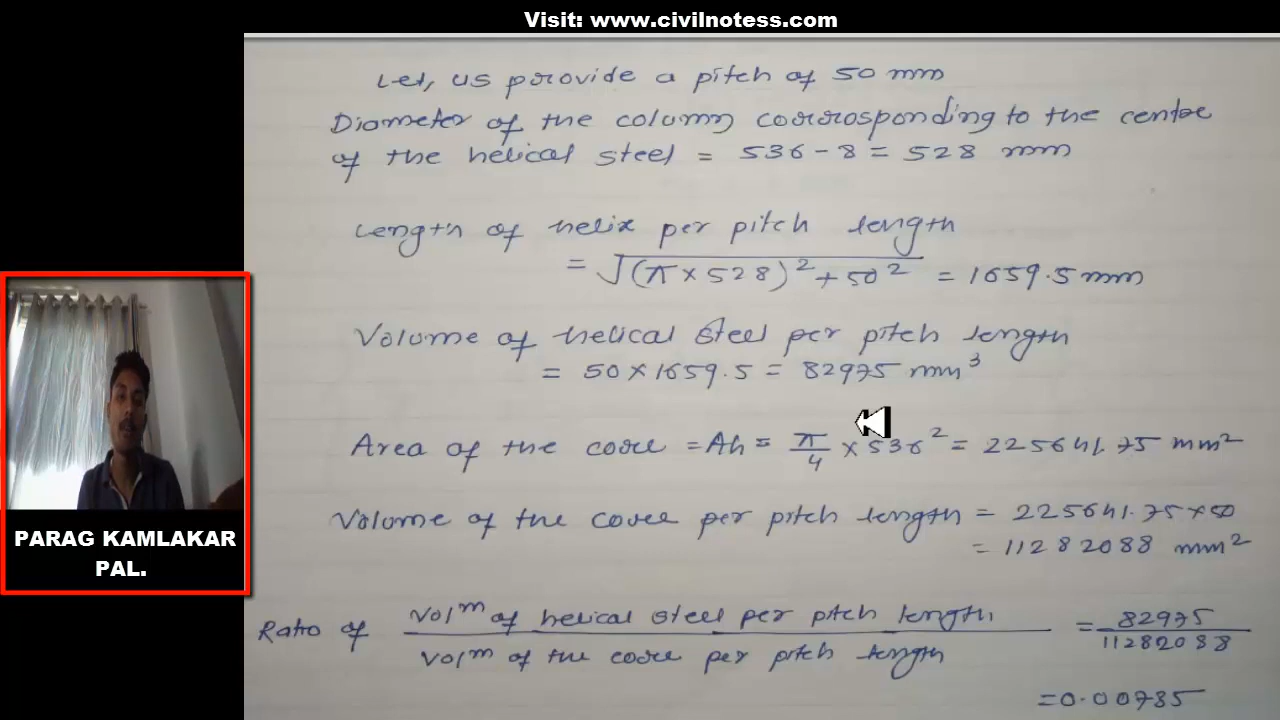 Visit: www.civilnotess.com
Let, us provide a pitch of 50 mm
Diameter of the column corrosponding to the centre
of the helical steel = 536 - 8 = 528 mm
Length of helix per pitch length
= √(π × 528)² + 50² = 1659.5 mm
Volume of helical steel per pitch length
= 50 × 1659.5 = 82975 mm³
Area of the core = Ah = π/4 × 536² = 225641.75 mm²
Volume of the core per pitch length = 225641.75 × 50
= 11282088 mm²
Ratio of Volᵐ of helical steel per pitch length / Volᵐ of the core per pitch length = 82975 / 11282088
= 0.00735
PARAG KAMLAKAR
PAL.